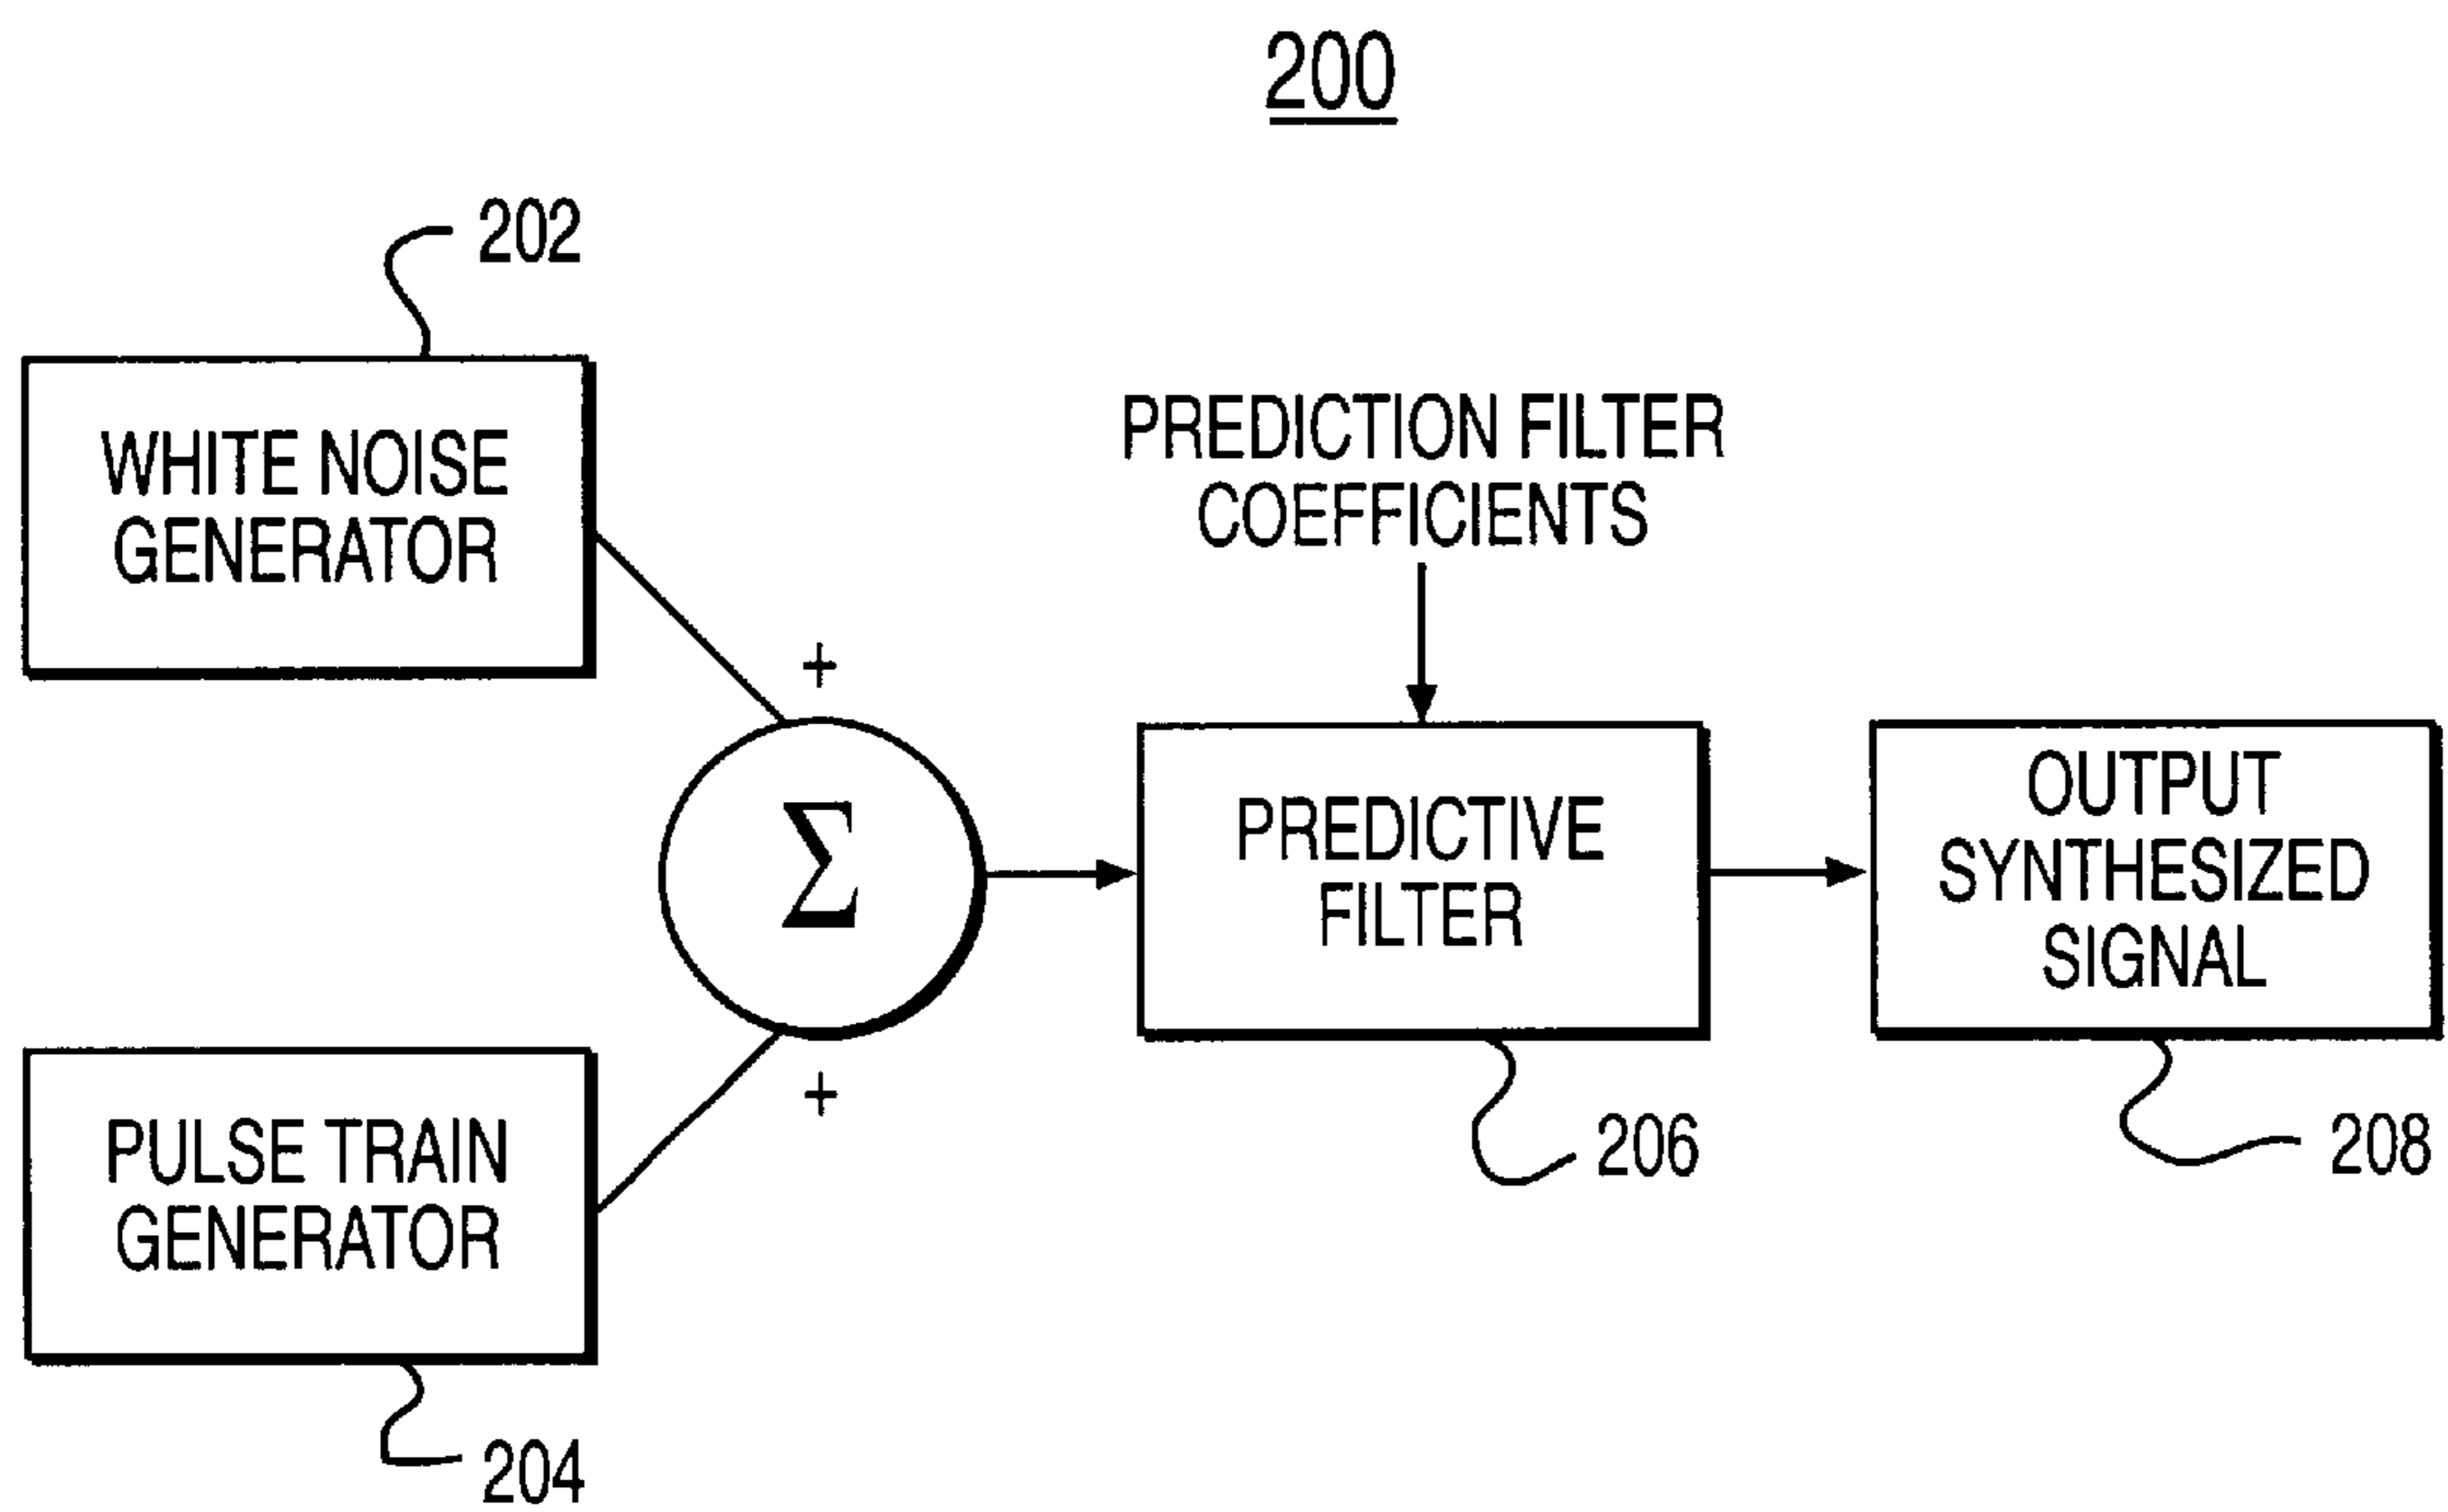 200
202
WHITE NOISE
GENERATOR
PREDICTION FILTER
COEFFICIENTS
+
Σ
+
PREDICTIVE
FILTER
OUTPUT
SYNTHESIZED
SIGNAL
PULSE TRAIN
GENERATOR
206
208
204